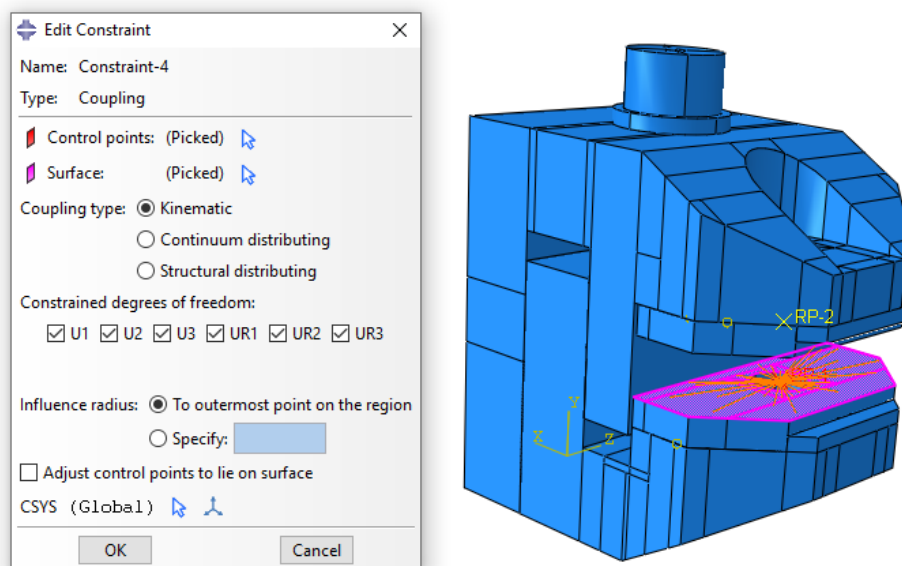 Edit Constraint
Name: Constraint-4
Type: Coupling
Control points: (Picked)
Surface: (Picked)
Coupling type: Kinematic
Continuum distributing
Structural distributing
Constrained degrees of freedom:
U1 U2 U3 UR1 UR2 UR3
Influence radius: To outermost point on the region
Specify:
Adjust control points to lie on surface
CSYS (Global)
OK Cancel
RP-2
Y
X Z